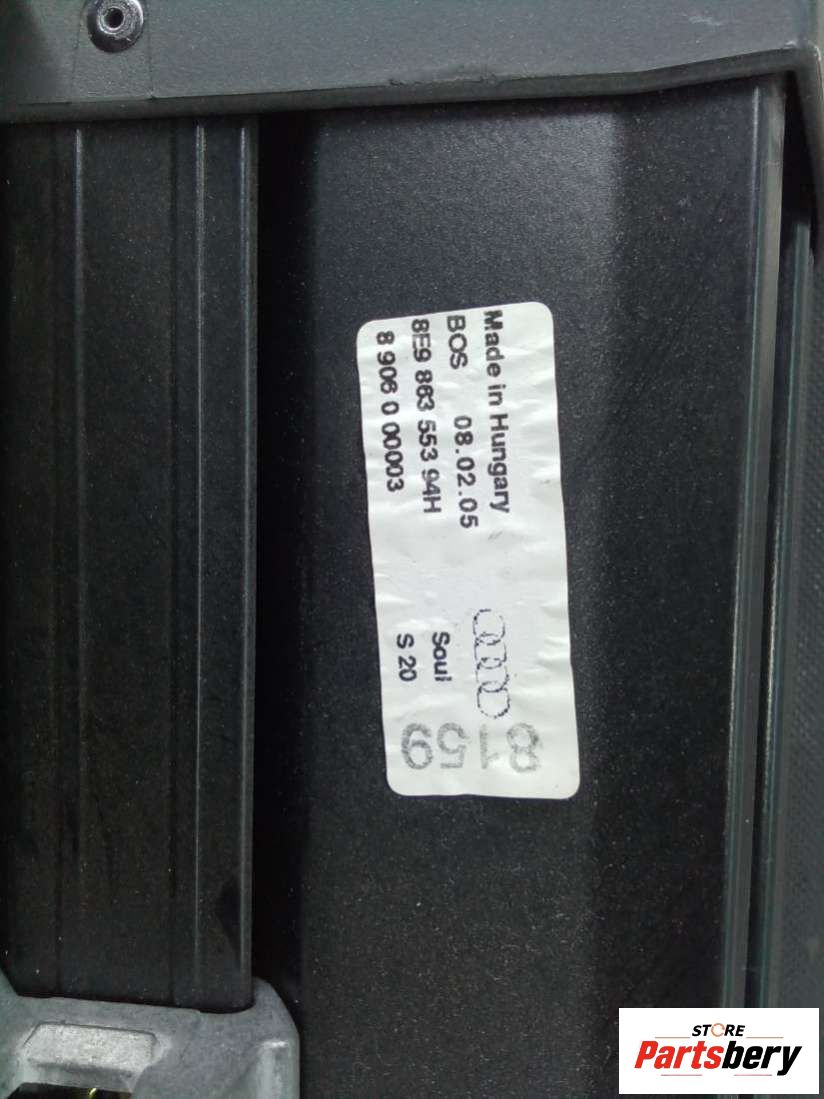 Made in Hungary
BOS 08.02.05
8E9 863 553 94H
8 906 0 00003
Soul
S 20
8159
STORE
Partsbery